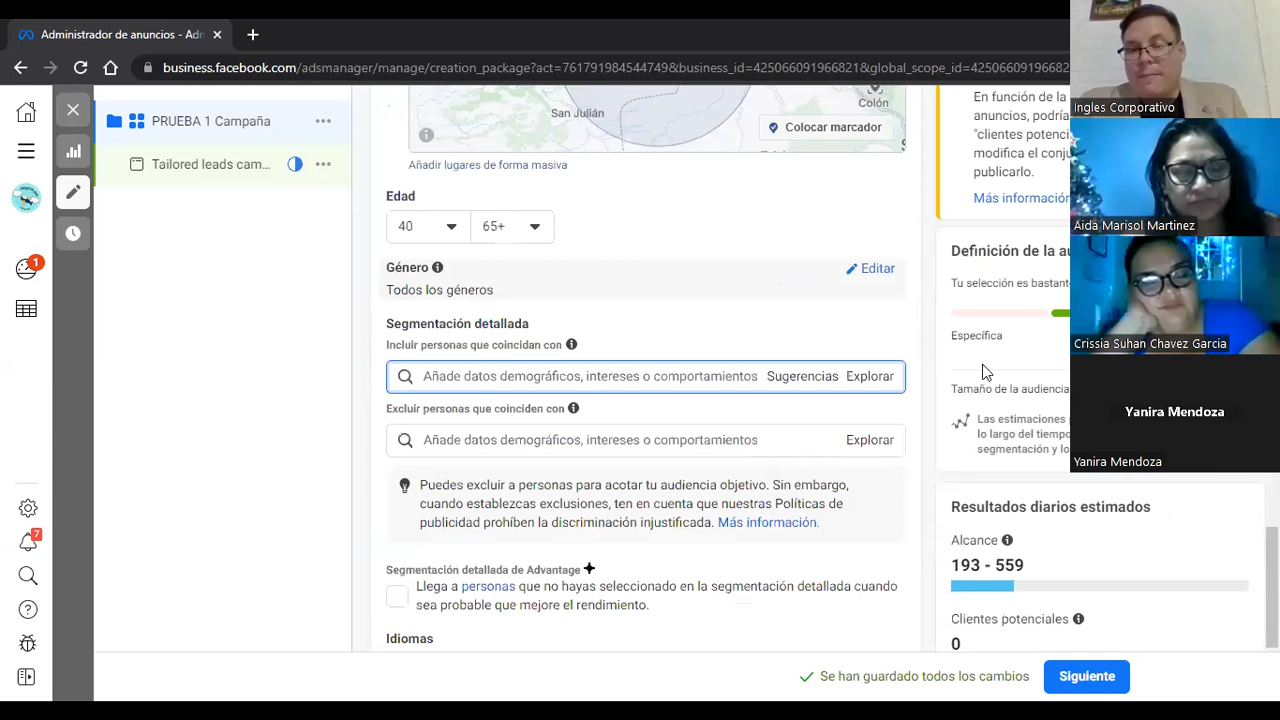 Administrador de anuncios - Adn
business.facebook.com/adsmanager/manage/creation_package?act=761791984544749&business_id=425066091966821&global_scope_id=425066091966821
PRUEBA 1 Campaña
Tailored leads cam...
1
7
San Julián
Colón
Colocar marcador
Añadir lugares de forma masiva
Edad
40
65+
Género
Editar
Todos los géneros
Segmentación detallada
Incluir personas que coincidan con
Añade datos demográficos, intereses o comportamientos Sugerencias Explorar
Excluir personas que coinciden con
Añade datos demográficos, intereses o comportamientos Explorar
Puedes excluir a personas para acotar tu audiencia objetivo. Sin embargo,
cuando establezcas exclusiones, ten en cuenta que nuestras Políticas de
publicidad prohíben la discriminación injustificada. Más información.
Segmentación detallada de Advantage
Llega a personas que no hayas seleccionado en la segmentación detallada cuando
sea probable que mejore el rendimiento.
Idiomas
En función de la
anuncios, podría
"clientes potenci
modifica el conju
publicarlo.
Más información
Definición de la au
Tu selección es bastant
Específica
Tamaño de la audiencia
Las estimaciones p
lo largo del tiempo
segmentación y lo
Resultados diarios estimados
Alcance
193 - 559
Clientes potenciales
0
Se han guardado todos los cambios
Siguiente
Ingles Corporativo
Aida Marisol Martinez
Crissia Suhan Chavez Garcia
Yanira Mendoza
Yanira Mendoza